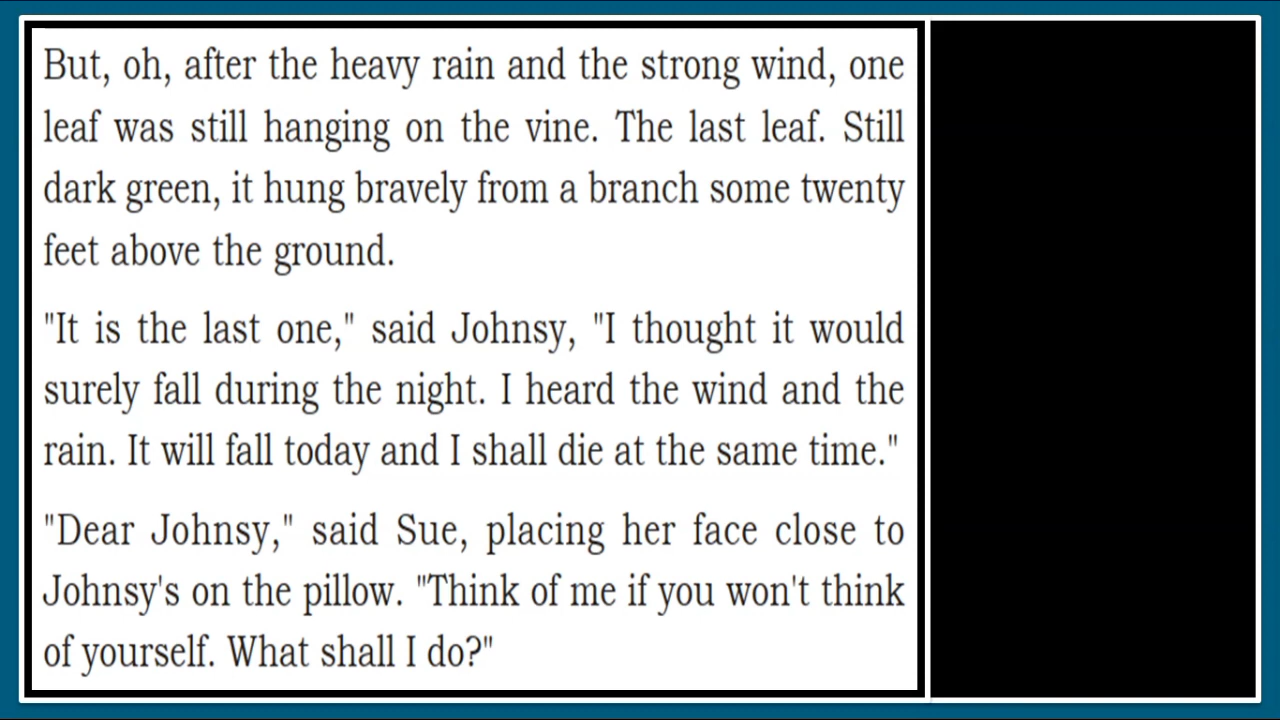 But, oh, after the heavy rain and the strong wind, one
leaf was still hanging on the vine. The last leaf. Still
dark green, it hung bravely from a branch some twenty
feet above the ground.
"It is the last one," said Johnsy, "I thought it would
surely fall during the night. I heard the wind and the
rain. It will fall today and I shall die at the same time."
"Dear Johnsy," said Sue, placing her face close to
Johnsy's on the pillow. "Think of me if you won't think
of yourself. What shall I do?"